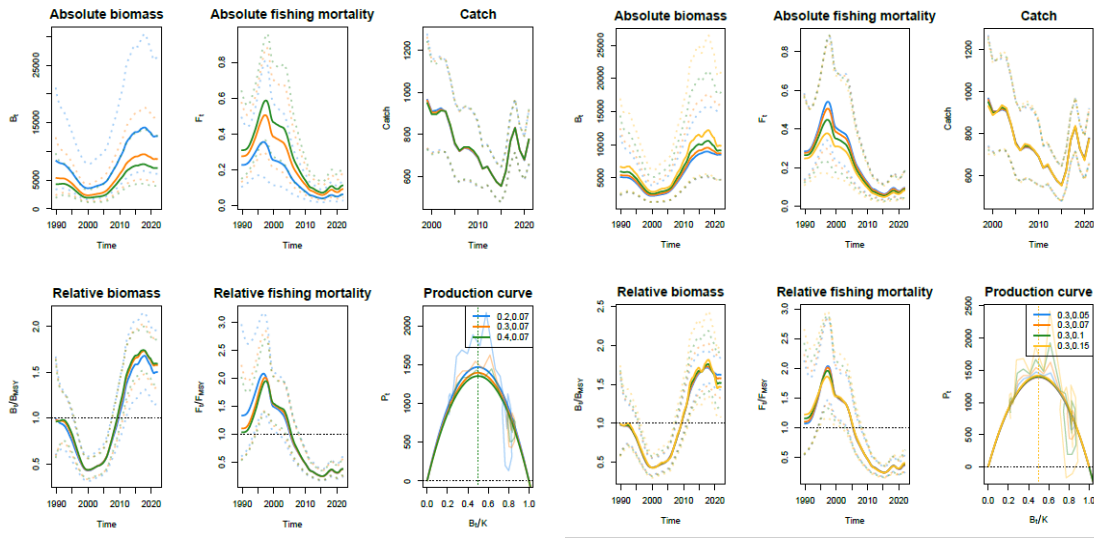 Absolute biomass
Bt
0 5000 15000 25000
1990 2000 2010 2020
Time
Absolute fishing mortality
Ft
0.0 0.2 0.4 0.6 0.8
1990 2000 2010 2020
Time
Catch
Catch
600 800 1000 1200
2000 2010 2020
Time
Absolute biomass
Bt
5000 10000 15000 20000 25000
1990 2000 2010 2020
Time
Absolute fishing mortality
Ft
0.0 0.2 0.4 0.6 0.8
1990 2000 2010 2020
Time
Catch
Catch
600 800 1000 1200
2000 2010 2020
Time
Relative biomass
Bt/BMSY
0.5 1.0 1.5 2.0
1990 2000 2010 2020
Time
Relative fishing mortality
Ft/FMSY
0.5 1.0 1.5 2.0 2.5 3.0
1990 2000 2010 2020
Time
Production curve
Pt
0 500 1000 1500 2000
0.2,0.07
0.3,0.07
0.4,0.07
0.0 0.2 0.4 0.6 0.8 1.0
Bt/K
Relative biomass
Bt/BMSY
0.5 1.0 1.5 2.0 2.5
1990 2000 2010 2020
Time
Relative fishing mortality
Ft/FMSY
0.0 0.5 1.0 1.5 2.0 2.5 3.0
1990 2000 2010 2020
Time
Production curve
Pt
0 500 1000 1500 2000
0.3,0.05
0.3,0.07
0.3,0.1
0.3,0.15
0.0 0.2 0.4 0.6 0.8 1.0
Bt/K